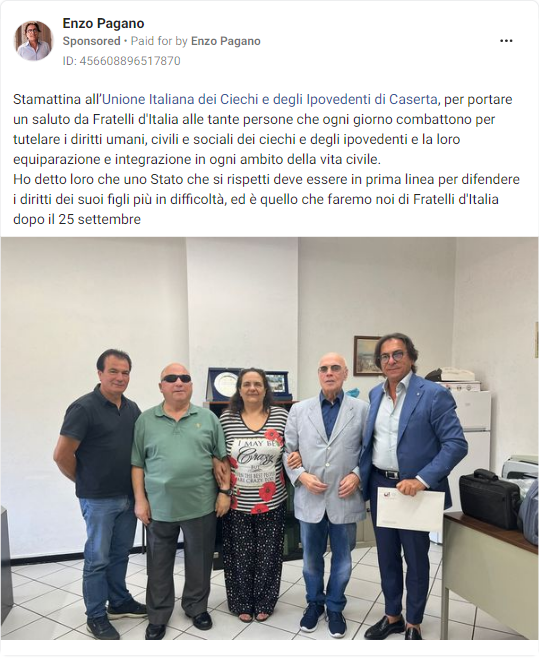 Enzo Pagano
Sponsored • Paid for by Enzo Pagano
ID: 456608896517870
Stamattina all'Unione Italiana dei Ciechi e degli Ipovedenti di Caserta, per portare
un saluto da Fratelli d'Italia alle tante persone che ogni giorno combattono per
tutelare i diritti umani, civili e sociali dei ciechi e degli ipovedenti e la loro
equiparazione e integrazione in ogni ambito della vita civile.
Ho detto loro che uno Stato che si rispetti deve essere in prima linea per difendere
i diritti dei suoi figli più in difficoltà, ed è quello che faremo noi di Fratelli d'Italia
dopo il 25 settembre
I MAY BE
Crazy